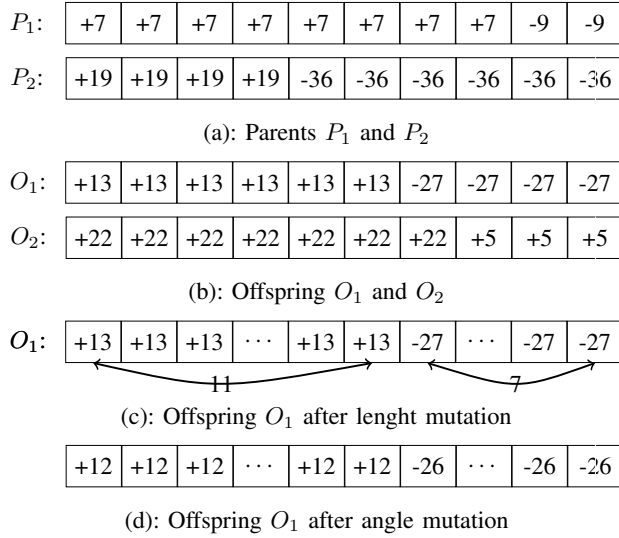 P1: +7 +7 +7 +7 +7 +7 +7 +7 -9 -9
P2: +19 +19 +19 +19 -36 -36 -36 -36 -36 -36
(a): Parents P1 and P2
O1: +13 +13 +13 +13 +13 +13 -27 -27 -27 -27
O2: +22 +22 +22 +22 +22 +22 +22 +5 +5 +5
(b): Offspring O1 and O2
O1: +13 +13 +13 ··· +13 +13 -27 ··· -27 -27
11 7
(c): Offspring O1 after lenght mutation
+12 +12 +12 ··· +12 +12 -26 ··· -26 -26
(d): Offspring O1 after angle mutation